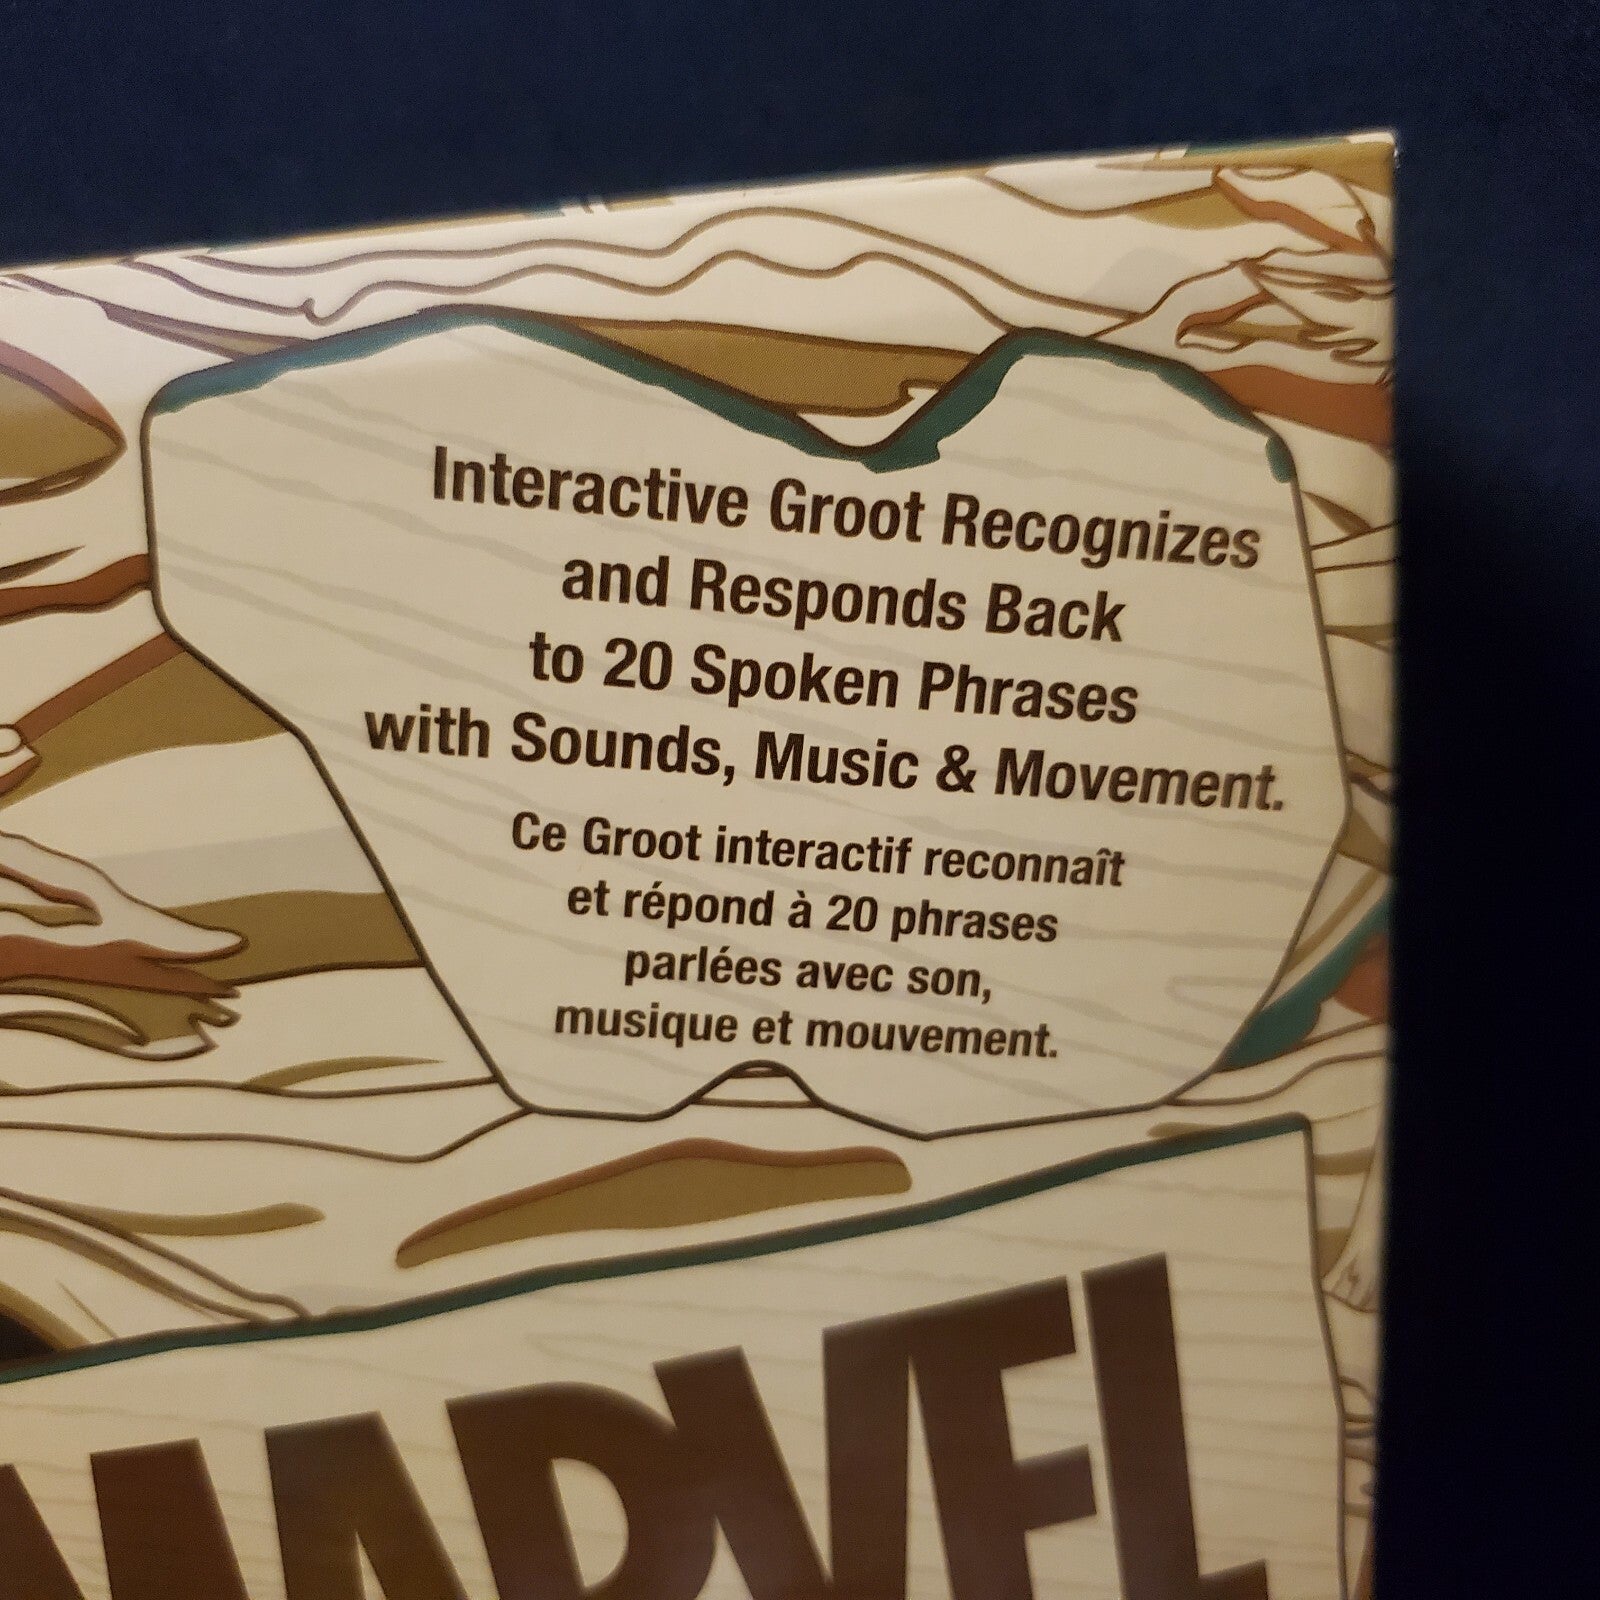 Interactive Groot Recognizes
and Responds Back
to 20 Spoken Phrases
with Sounds, Music & Movement.
Ce Groot interactif reconnaît
et répond à 20 phrases
parlées avec son,
musique et mouvement.
MARVEL